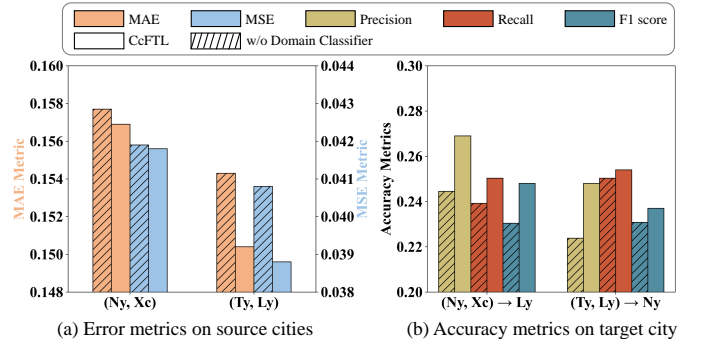 MAE MSE Precision Recall F1 score
CcFTL w/o Domain Classifier
0.160
0.158
0.156
0.154
0.152
0.150
0.148
MAE Metric
0.044
0.043
0.042
0.041
0.040
0.039
0.038
MSE Metric
(Ny, Xc) (Ty, Ly)
(a) Error metrics on source cities
0.30
0.28
0.26
0.24
0.22
0.20
Accuracy Metrics
(Ny, Xc) → Ly (Ty, Ly) → Ny
(b) Accuracy metrics on target city